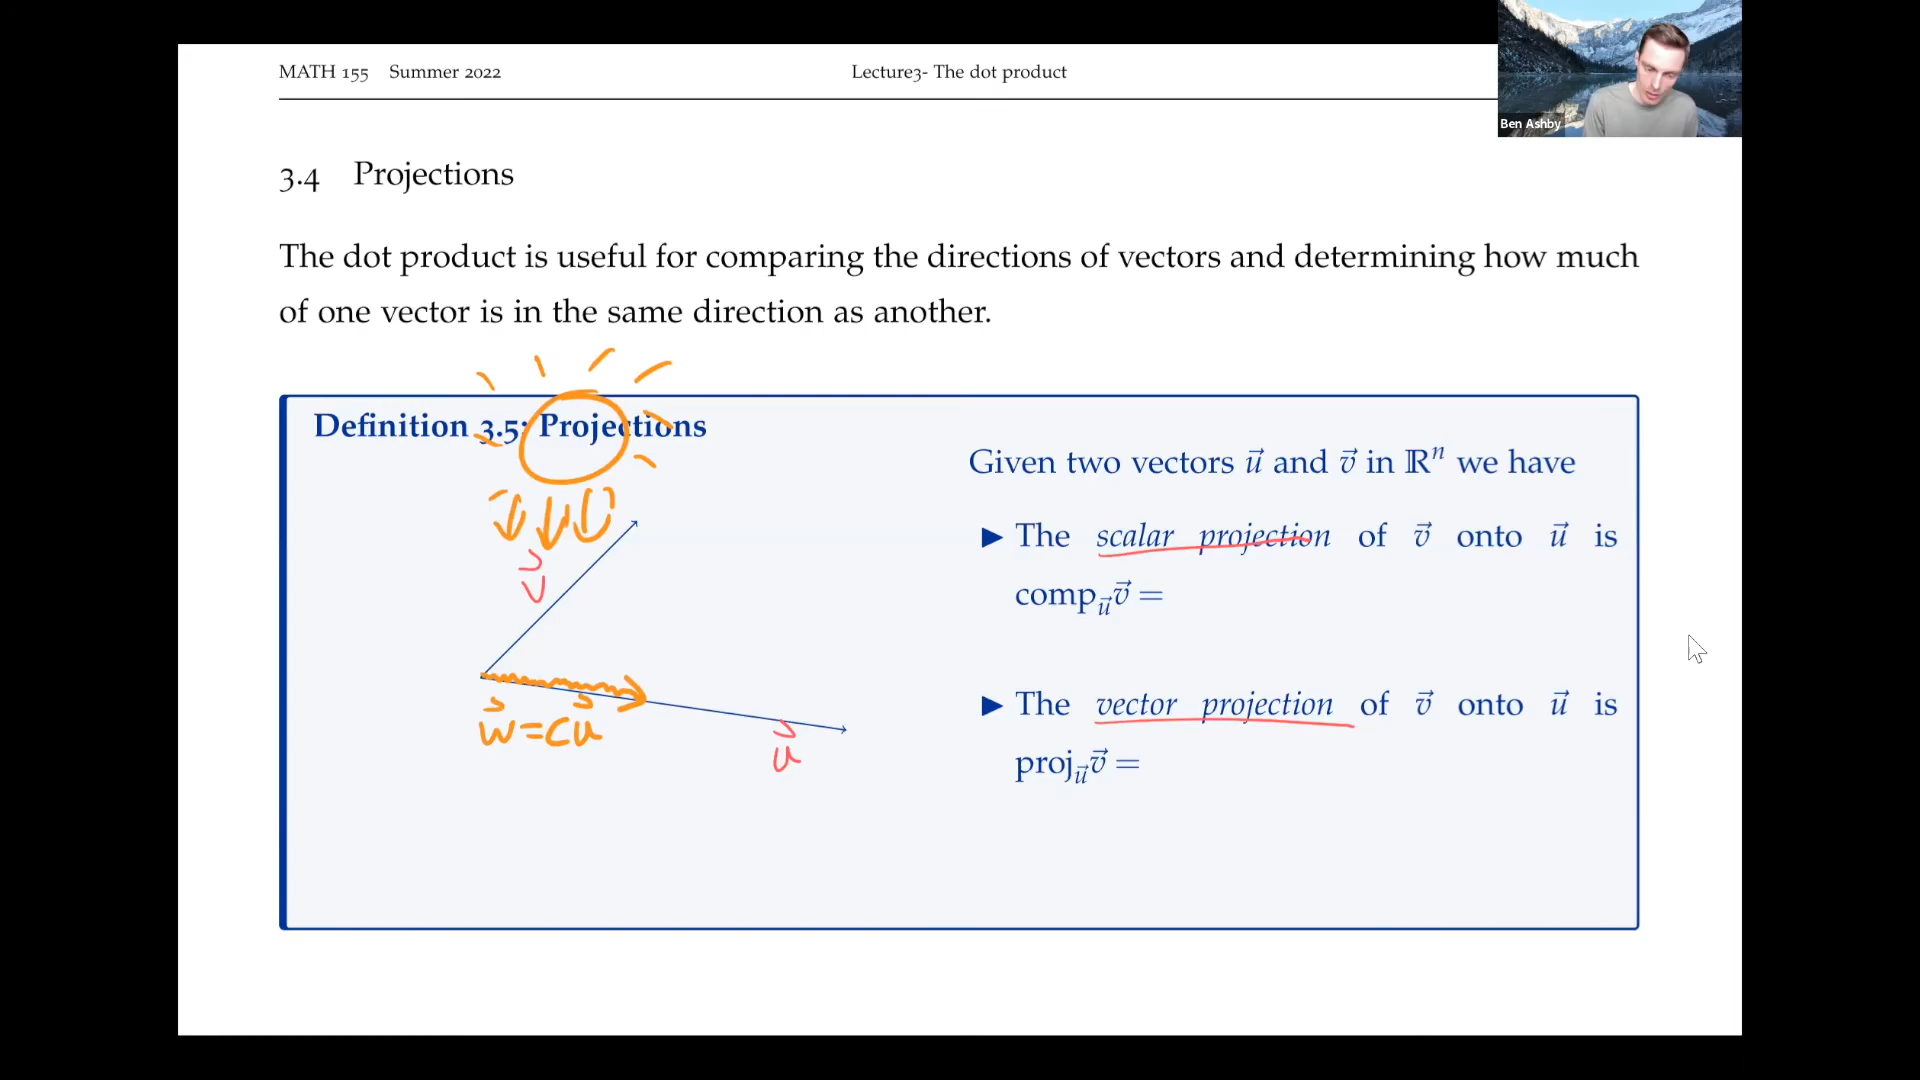 MATH 155 Summer 2022 Lecture3- The dot product
Ben Ashby
3.4 Projections
The dot product is useful for comparing the directions of vectors and determining how much
of one vector is in the same direction as another.
Definition 3.5: Projections
Given two vectors u⃗ and v⃗ in ℝⁿ we have
▶ The scalar projection of v⃗ onto u⃗ is
comp_u⃗ v⃗ =
▶ The vector projection of v⃗ onto u⃗ is
proj_u⃗ v⃗ =
v⃗
w⃗ = cu⃗
u⃗